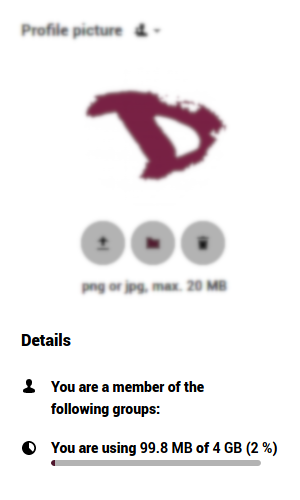 Profile picture
png or jpg, max. 20 MB
Details
You are a member of the
following groups:
You are using 99.8 MB of 4 GB (2 %)